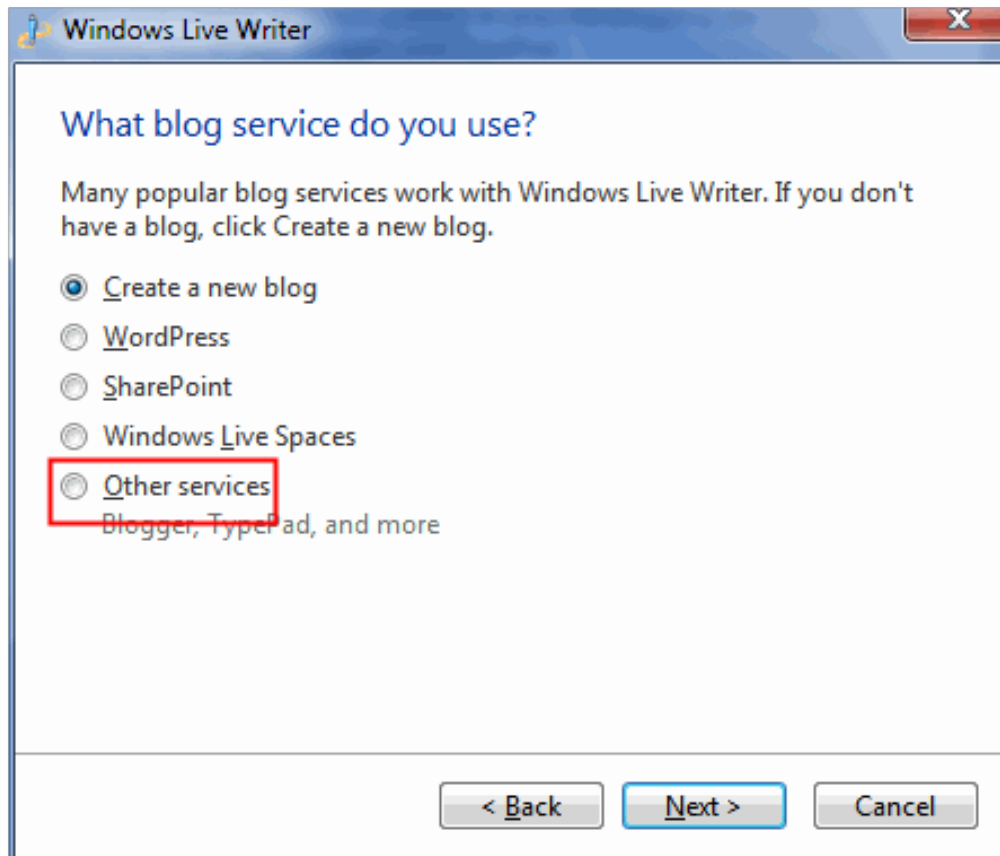 Windows Live Writer
What blog service do you use?
Many popular blog services work with Windows Live Writer. If you don't
have a blog, click Create a new blog.
Create a new blog
WordPress
SharePoint
Windows Live Spaces
Other services
Blogger, TypePad, and more
< Back Next > Cancel